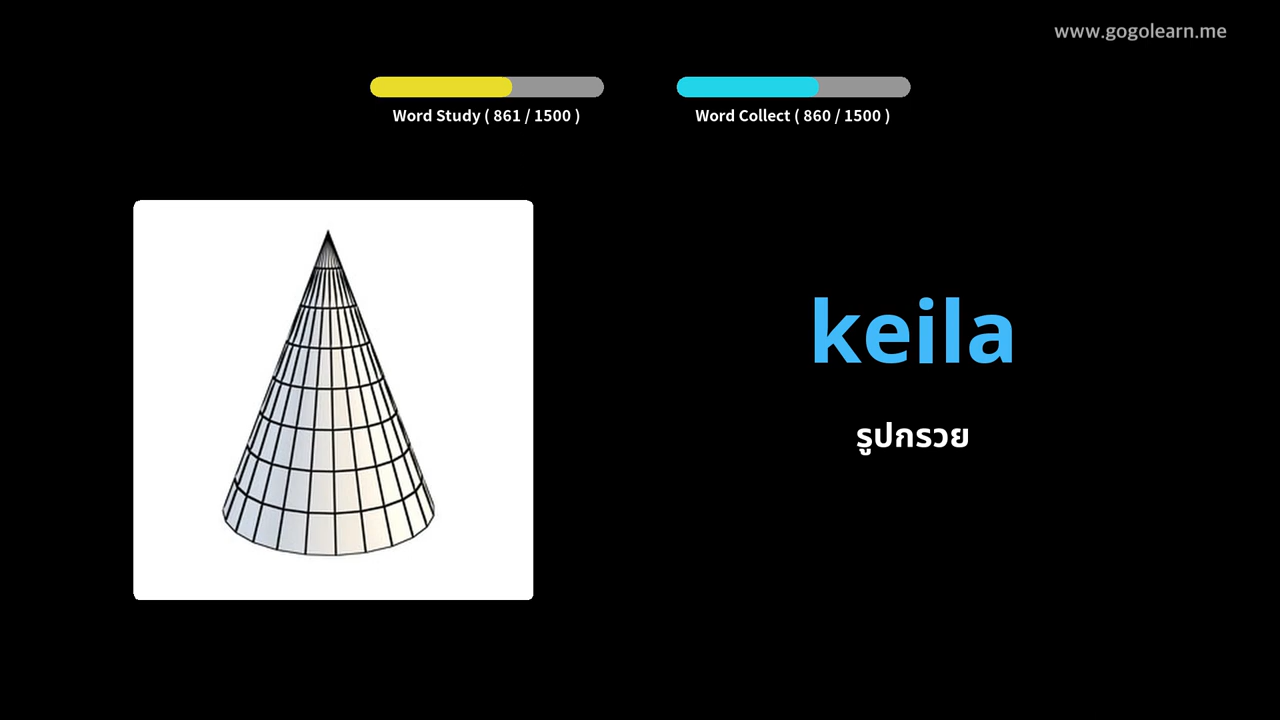 www.gogolearn.me
Word Study ( 861 / 1500 )
Word Collect ( 860 / 1500 )
keila
รูปกรวย